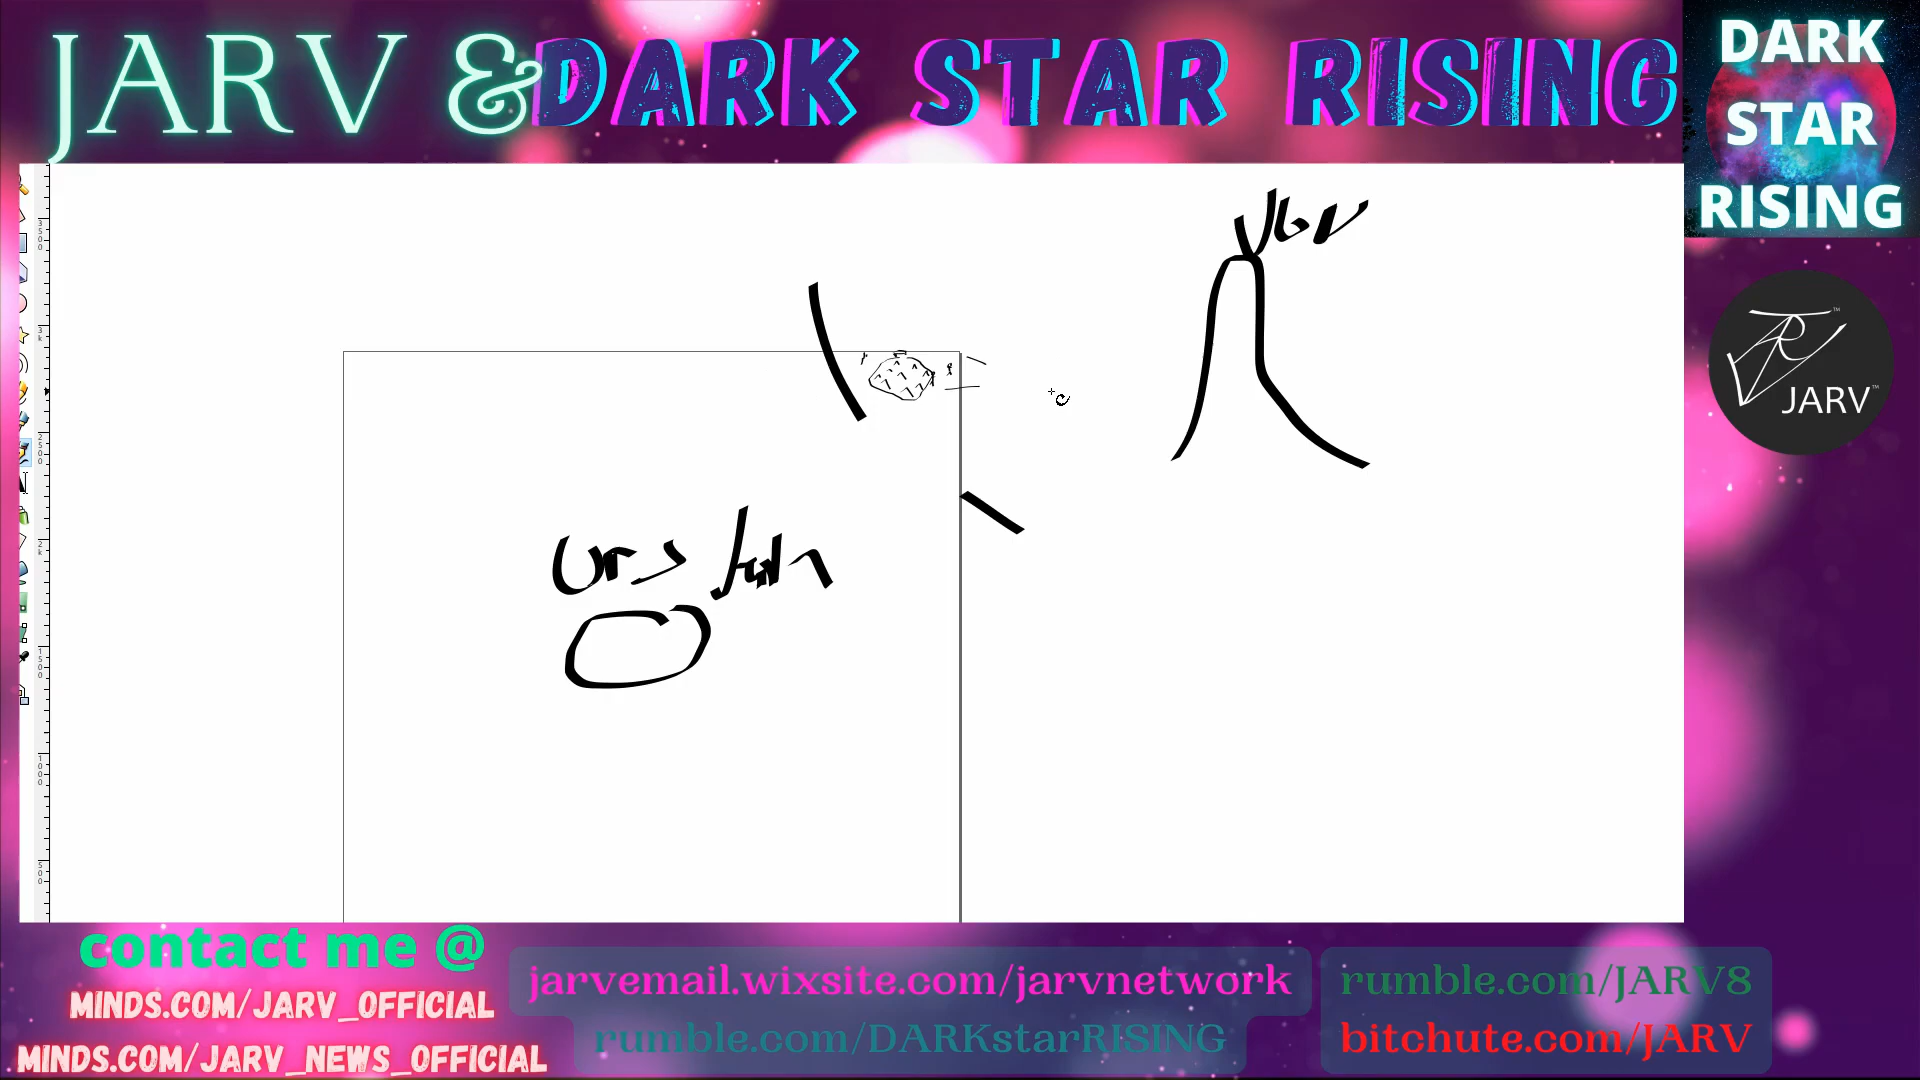 JARV & DARK STAR RISING
DARK
STAR
RISING
JARV™
contact me @
MINDS.COM/JARV_OFFICIAL
MINDS.COM/JARV_NEWS_OFFICIAL
jarvemail.wixsite.com/jarvnetwork
rumble.com/DARKstarRISING
rumble.com/JARV8
bitchute.com/JARV